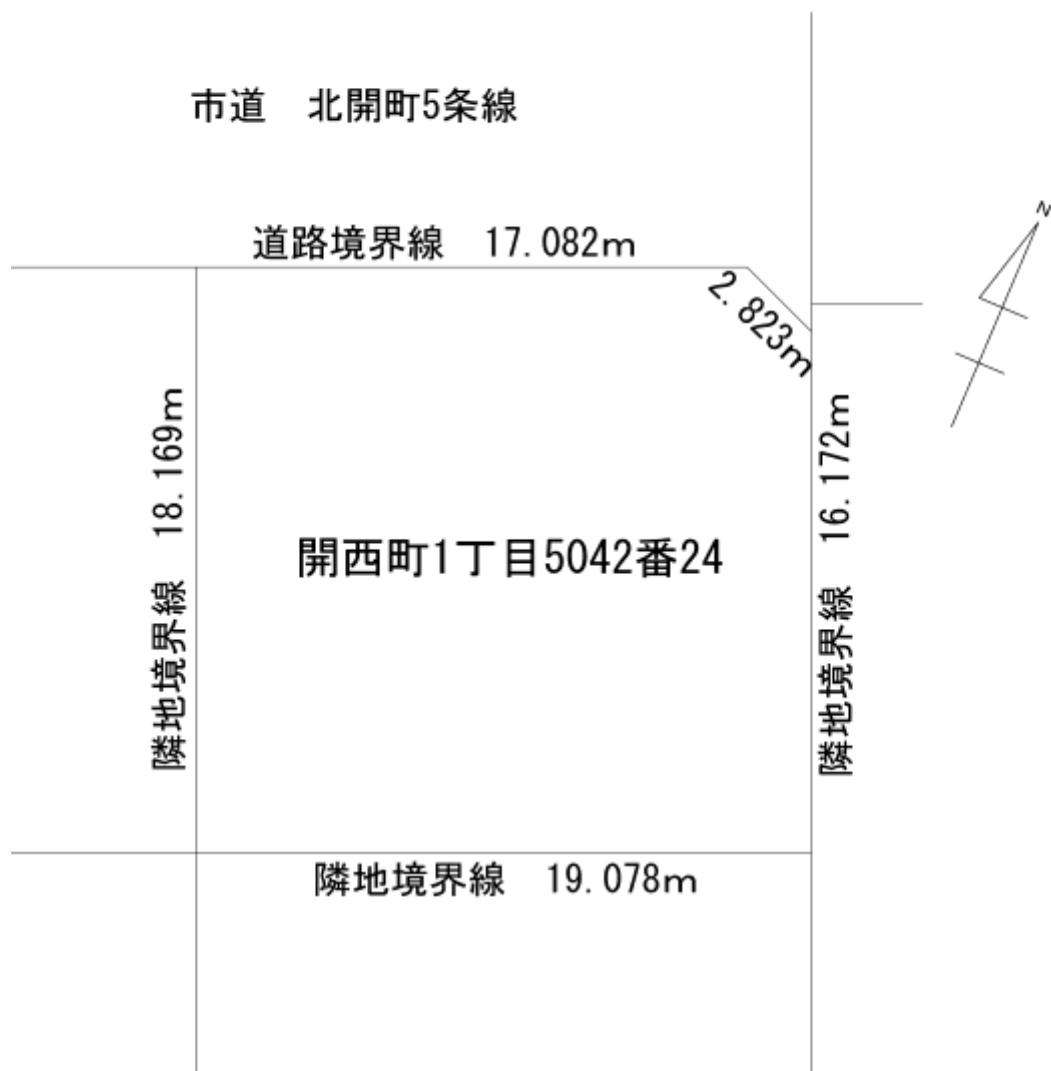 市道　北開町5条線
N
道路境界線　17.082m
2.823m
隣地境界線　18.169m
隣地境界線　16.172m
開西町1丁目5042番24
隣地境界線　19.078m